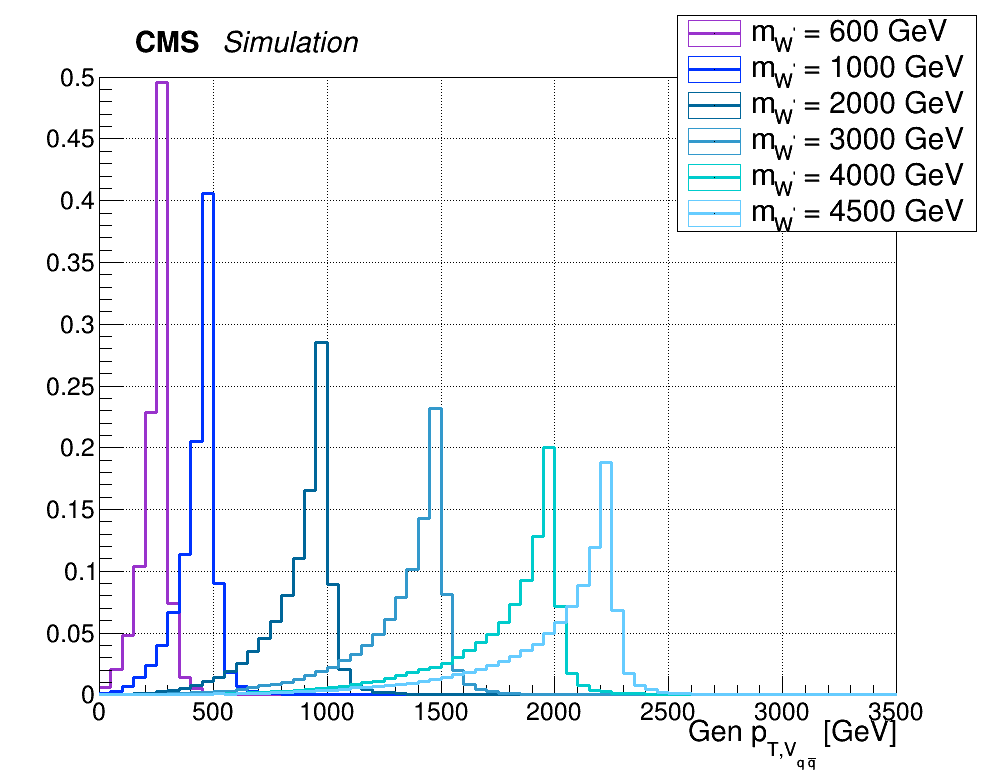 CMS Simulation
m_W' = 600 GeV
m_W' = 1000 GeV
m_W' = 2000 GeV
m_W' = 3000 GeV
m_W' = 4000 GeV
m_W' = 4500 GeV
0.5
0.45
0.4
0.35
0.3
0.25
0.2
0.15
0.1
0.05
0
0 500 1000 1500 2000 2500 3000 3500
Gen p_T,V_qq̄ [GeV]